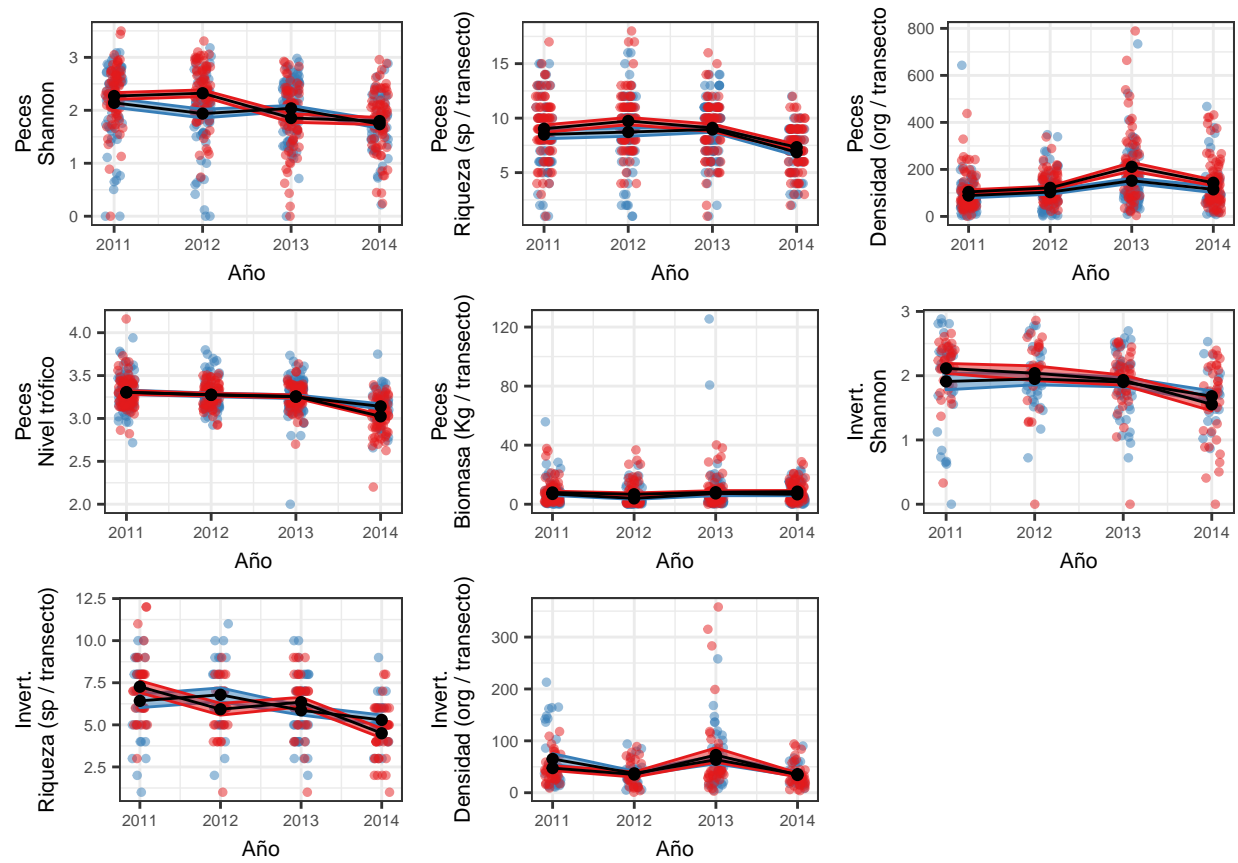 Peces
Shannon
3
2
1
0
2011 2012 2013 2014
Año
Peces
Riqueza (sp / transecto)
15
10
5
2011 2012 2013 2014
Año
Peces
Densidad (org / transecto
800
600
400
200
0
2011 2012 2013 2014
Año
Peces
Nivel trófico
4.0
3.5
3.0
2.5
2.0
2011 2012 2013 2014
Año
Peces
Biomasa (Kg / transecto)
120
80
40
0
2011 2012 2013 2014
Año
Invert.
Shannon
3
2
1
0
2011 2012 2013 2014
Año
Invert.
Riqueza (sp / transecto)
12.5
10.0
7.5
5.0
2.5
2011 2012 2013 2014
Año
Invert.
Densidad (org / transecto)
300
200
100
50
0
2011 2012 2013 2014
Año